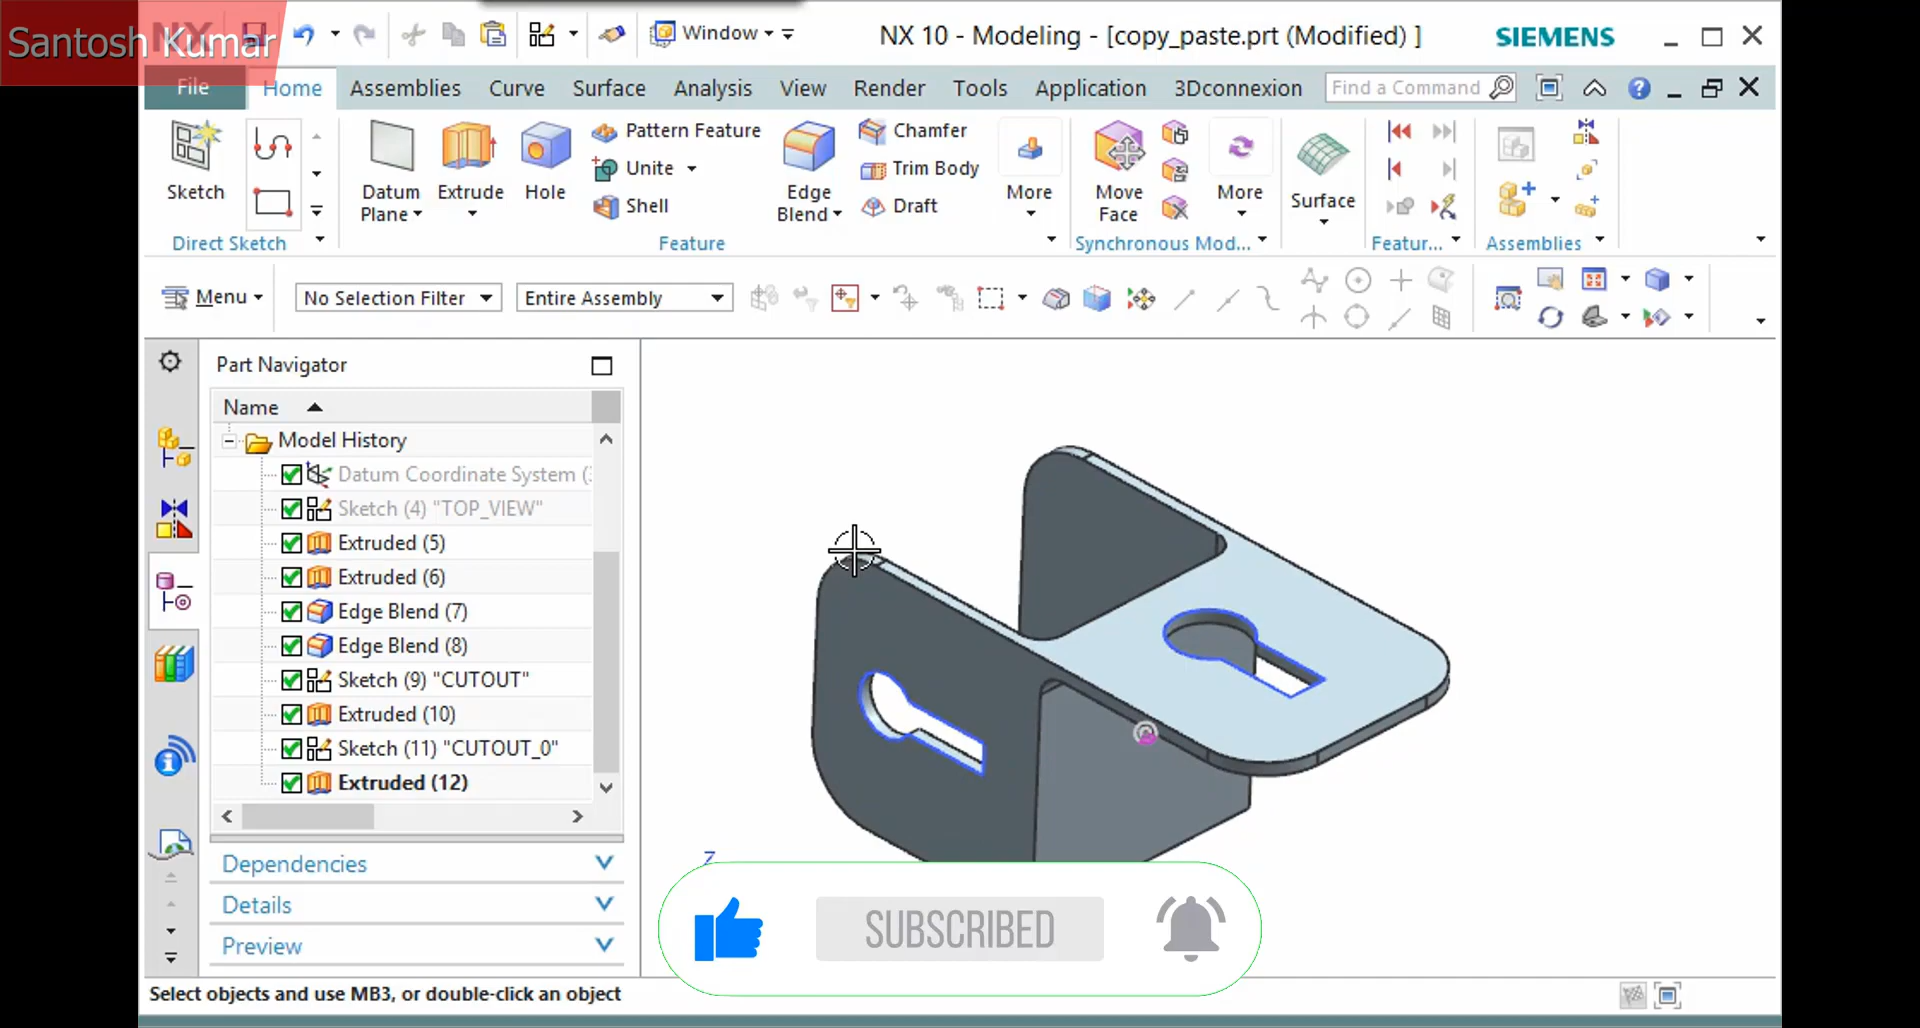 Santosh Kumar
NX
Window
NX 10 - Modeling - [copy_paste.prt (Modified) ]
SIEMENS
File
Home
Assemblies
Curve
Surface
Analysis
View
Render
Tools
Application
3Dconnexion
Find a Command
Sketch
Direct Sketch
Datum
Plane
Extrude
Hole
Pattern Feature
Unite
Shell
Edge
Blend
Chamfer
Trim Body
Draft
More
Feature
Move
Face
More
Synchronous Mod...
Surface
Featur...
Assemblies
Menu
No Selection Filter
Entire Assembly
Part Navigator
Name
Model History
Datum Coordinate System (
Sketch (4) "TOP_VIEW"
Extruded (5)
Extruded (6)
Edge Blend (7)
Edge Blend (8)
Sketch (9) "CUTOUT"
Extruded (10)
Sketch (11) "CUTOUT_0"
Extruded (12)
Dependencies
Details
Preview
Z
SUBSCRIBED
Select objects and use MB3, or double-click an object